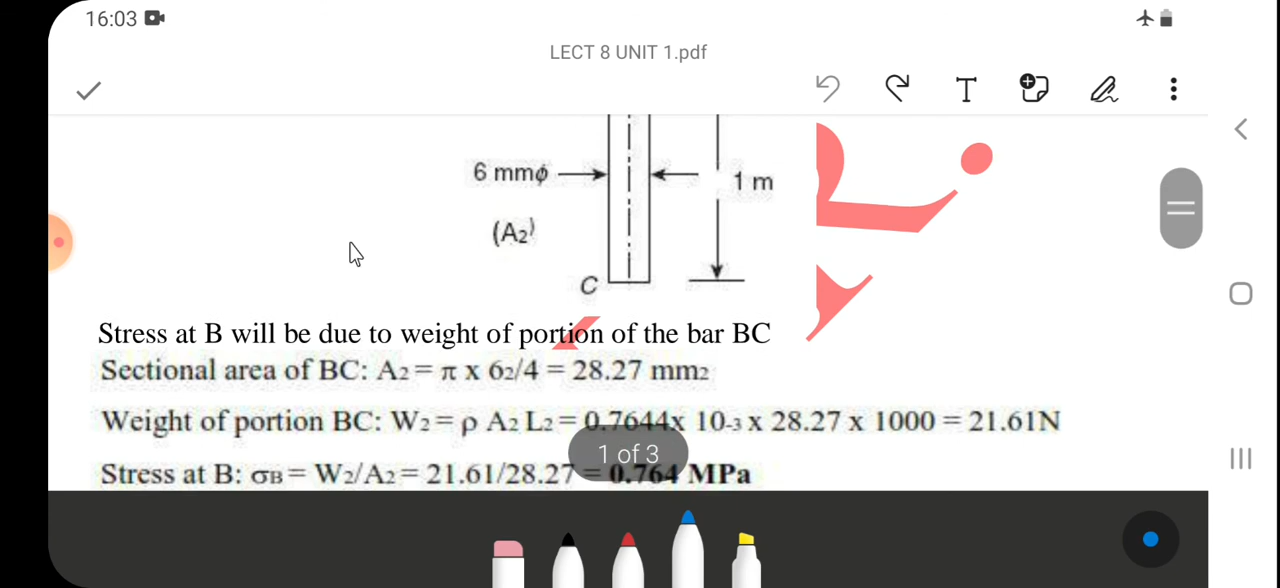 16:03
LECT 8 UNIT 1.pdf
T
6 mmϕ
1 m
(A2)
C
Stress at B will be due to weight of portion of the bar BC
Sectional area of BC: A2 = π x 62/4 = 28.27 mm2
Weight of portion BC: W2 = ρ A2 L2 = 0.7644x 10-3 x 28.27 x 1000 = 21.61N
1 of 3
Stress at B: σB = W2/A2 = 21.61/28.27 = 0.764 MPa